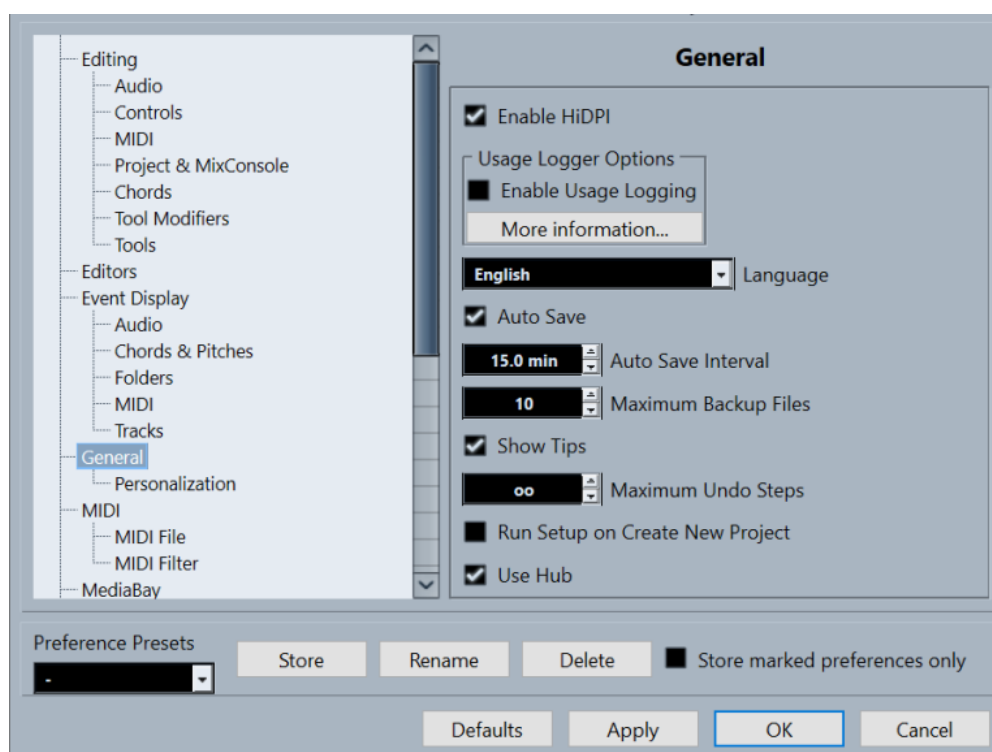 Editing
Audio
Controls
MIDI
Project & MixConsole
Chords
Tool Modifiers
Tools
Editors
Event Display
Audio
Chords & Pitches
Folders
MIDI
Tracks
General
Personalization
MIDI
MIDI File
MIDI Filter
MediaBay
General
Enable HiDPI
Usage Logger Options
Enable Usage Logging
More information...
English Language
Auto Save
15.0 min Auto Save Interval
10 Maximum Backup Files
Show Tips
oo Maximum Undo Steps
Run Setup on Create New Project
Use Hub
Preference Presets
- Store Rename Delete Store marked preferences only
Defaults Apply OK Cancel